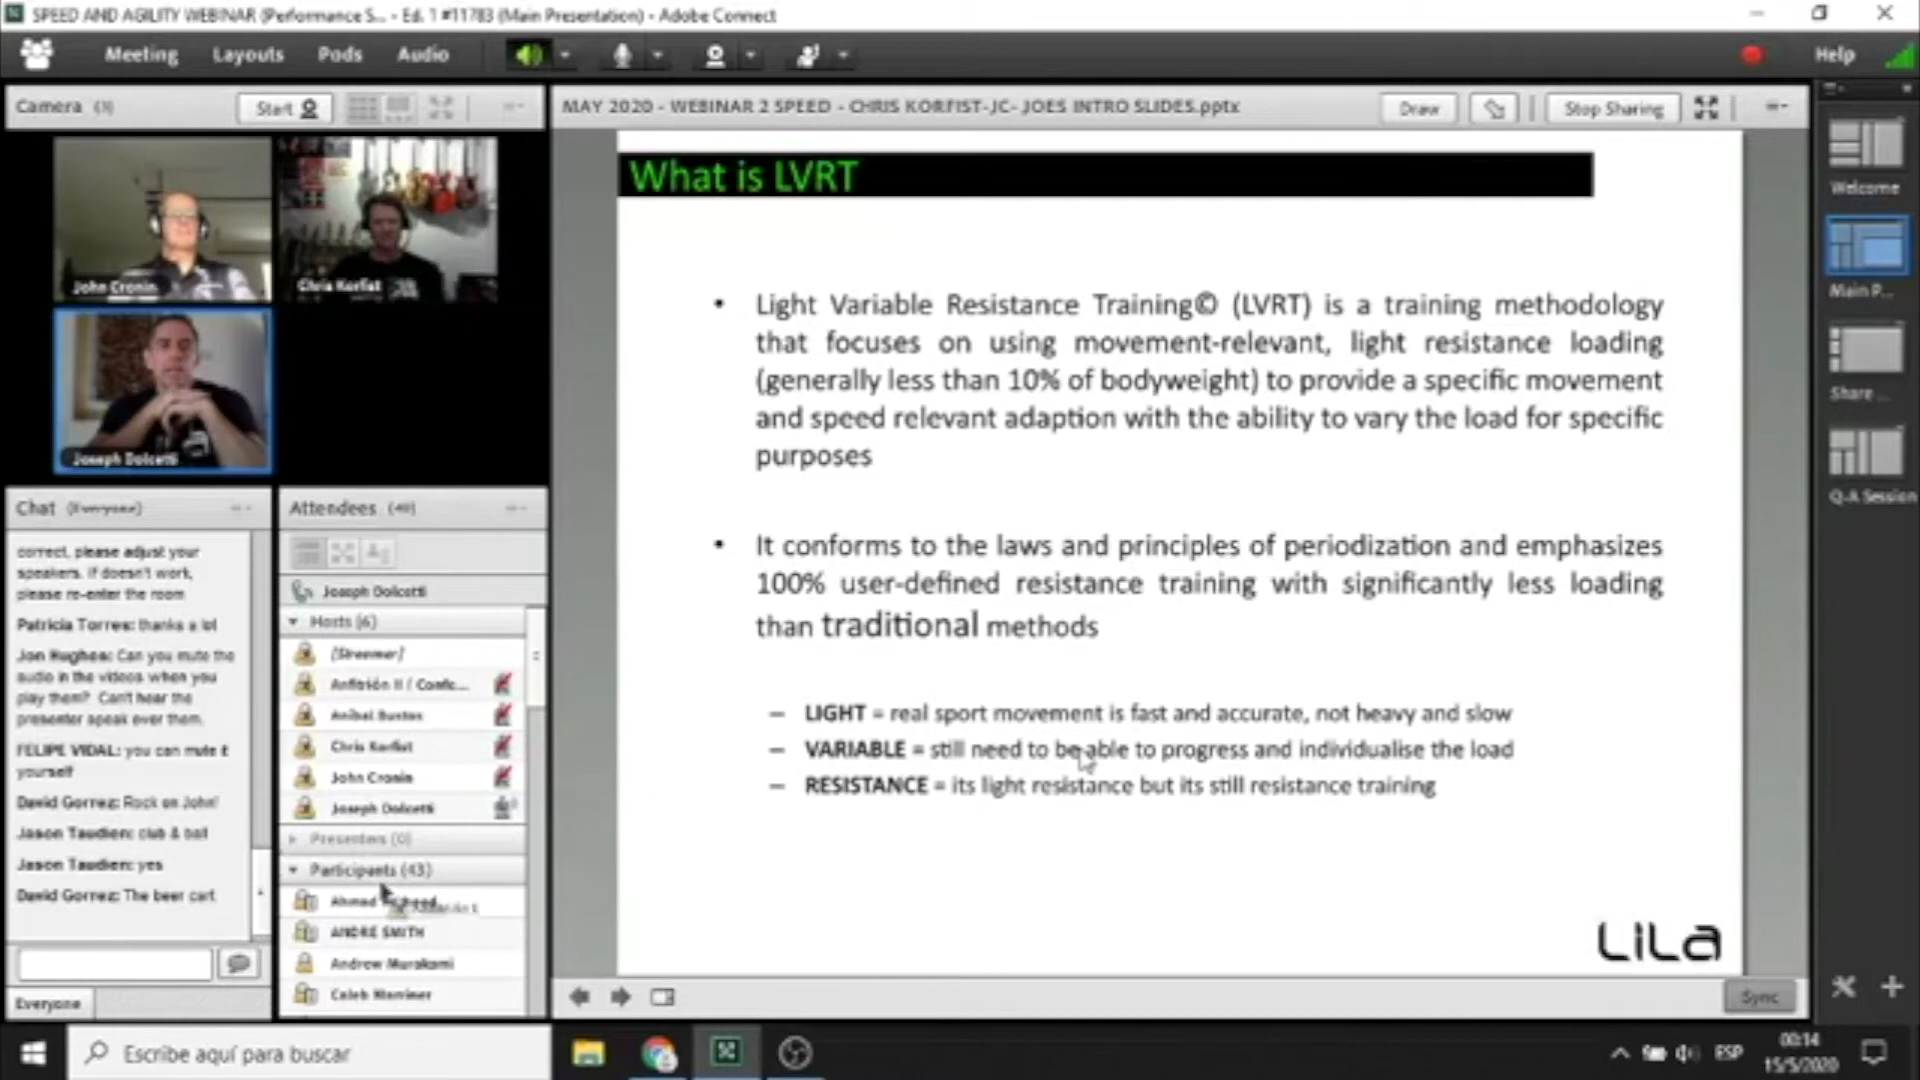 SPEED AND AGILITY WEBINAR (Performance S... - Ed. 1 #11783 (Main Presentation) - Adobe Connect
Meeting Layouts Pods Audio Help
Camera (3) Start
MAY 2020 - WEBINAR 2 SPEED - CHRIS KORFIST-JC- JOES INTRO SLIDES.pptx Draw Stop Sharing
John Cronin
Chris Korfist
Joseph Dolcetti
Chat (Everyone)
correct, please adjust your
speakers. If doesn't work,
please re-enter the room
Patricia Torres: thanks a lot
Jon Hughes: Can you mute the
audio in the videos when you
play them? Can't hear the
presenter speak over them.
FELIPE VIDAL: you can mute it
yourself
David Gorrez: Rock on John!
Jason Taudien: club & ball
Jason Taudien: yes
David Gorrez: The beer cart
Everyone
Attendees (49)
Joseph Dolcetti
Hosts (6)
[Streamer]
Anfitrión II / Confe...
Anibal Bustos
Chris Korfist
John Cronin
Joseph Dolcetti
Presenters (0)
Participants (43)
Ahmad
ANDRE SMITH
Andrew Murakami
Caleb
What is LVRT
• Light Variable Resistance Training© (LVRT) is a training methodology
that focuses on using movement-relevant, light resistance loading
(generally less than 10% of bodyweight) to provide a specific movement
and speed relevant adaption with the ability to vary the load for specific
purposes
• It conforms to the laws and principles of periodization and emphasizes
100% user-defined resistance training with significantly less loading
than traditional methods
– LIGHT = real sport movement is fast and accurate, not heavy and slow
– VARIABLE = still need to be able to progress and individualise the load
– RESISTANCE = its light resistance but its still resistance training
LiLa
Sync
Welcome
Main P...
Share ...
Q-A Session
Escribe aquí para buscar
ESP
00:14
15/5/2020